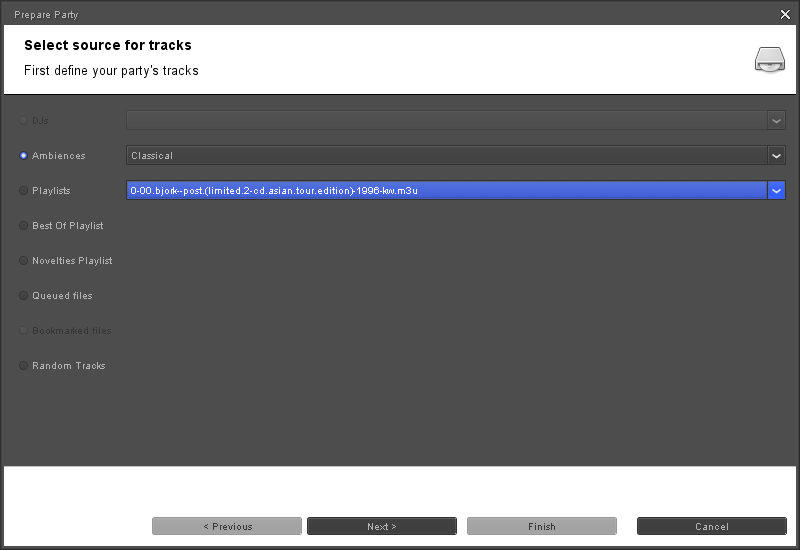 Prepare Party
Select source for tracks
First define your party's tracks
DJs
Ambiences Classical
Playlists 0-00.bjork--post.(limited.2-cd.asian.tour.edition)-1996-kw.m3u
Best Of Playlist
Novelties Playlist
Queued files
Bookmarked files
Random Tracks
< Previous Next > Finish Cancel